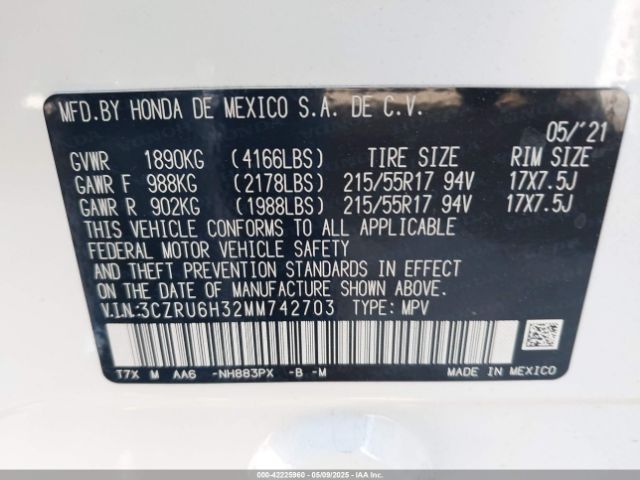 MFD.BY HONDA DE MEXICO S.A. DE C.V.
05/'21
GVWR 1890KG (4166LBS) TIRE SIZE RIM SIZE
GAWR F 988KG (2178LBS) 215/55R17 94V 17X7.5J
GAWR R 902KG (1988LBS) 215/55R17 94V 17X7.5J
THIS VEHICLE CONFORMS TO ALL APPLICABLE
FEDERAL MOTOR VEHICLE SAFETY
AND THEFT PREVENTION STANDARDS IN EFFECT
ON THE DATE OF MANUFACTURE SHOWN ABOVE.
V.I.N.:3CZRU6H32MM742703 TYPE: MPV
T7X M AA6 -NH883PX -B -M MADE IN MEXICO
000-42225960 - 05/09/2025 - IAAI.COM